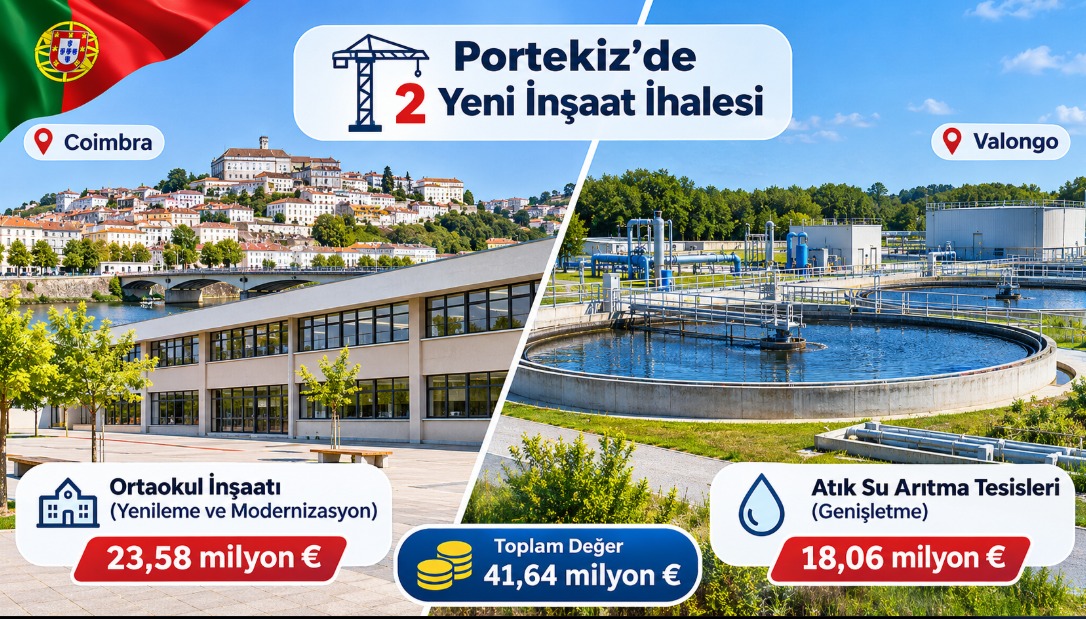 Portekiz’de
2 Yeni İnşaat İhalesi
Coimbra
Valongo
Ortaokul İnşaatı
(Yenileme ve Modernizasyon)
23,58 milyon €
Toplam Değer
41,64 milyon €
Atık Su Arıtma Tesisleri
(Genişletme)
18,06 milyon €